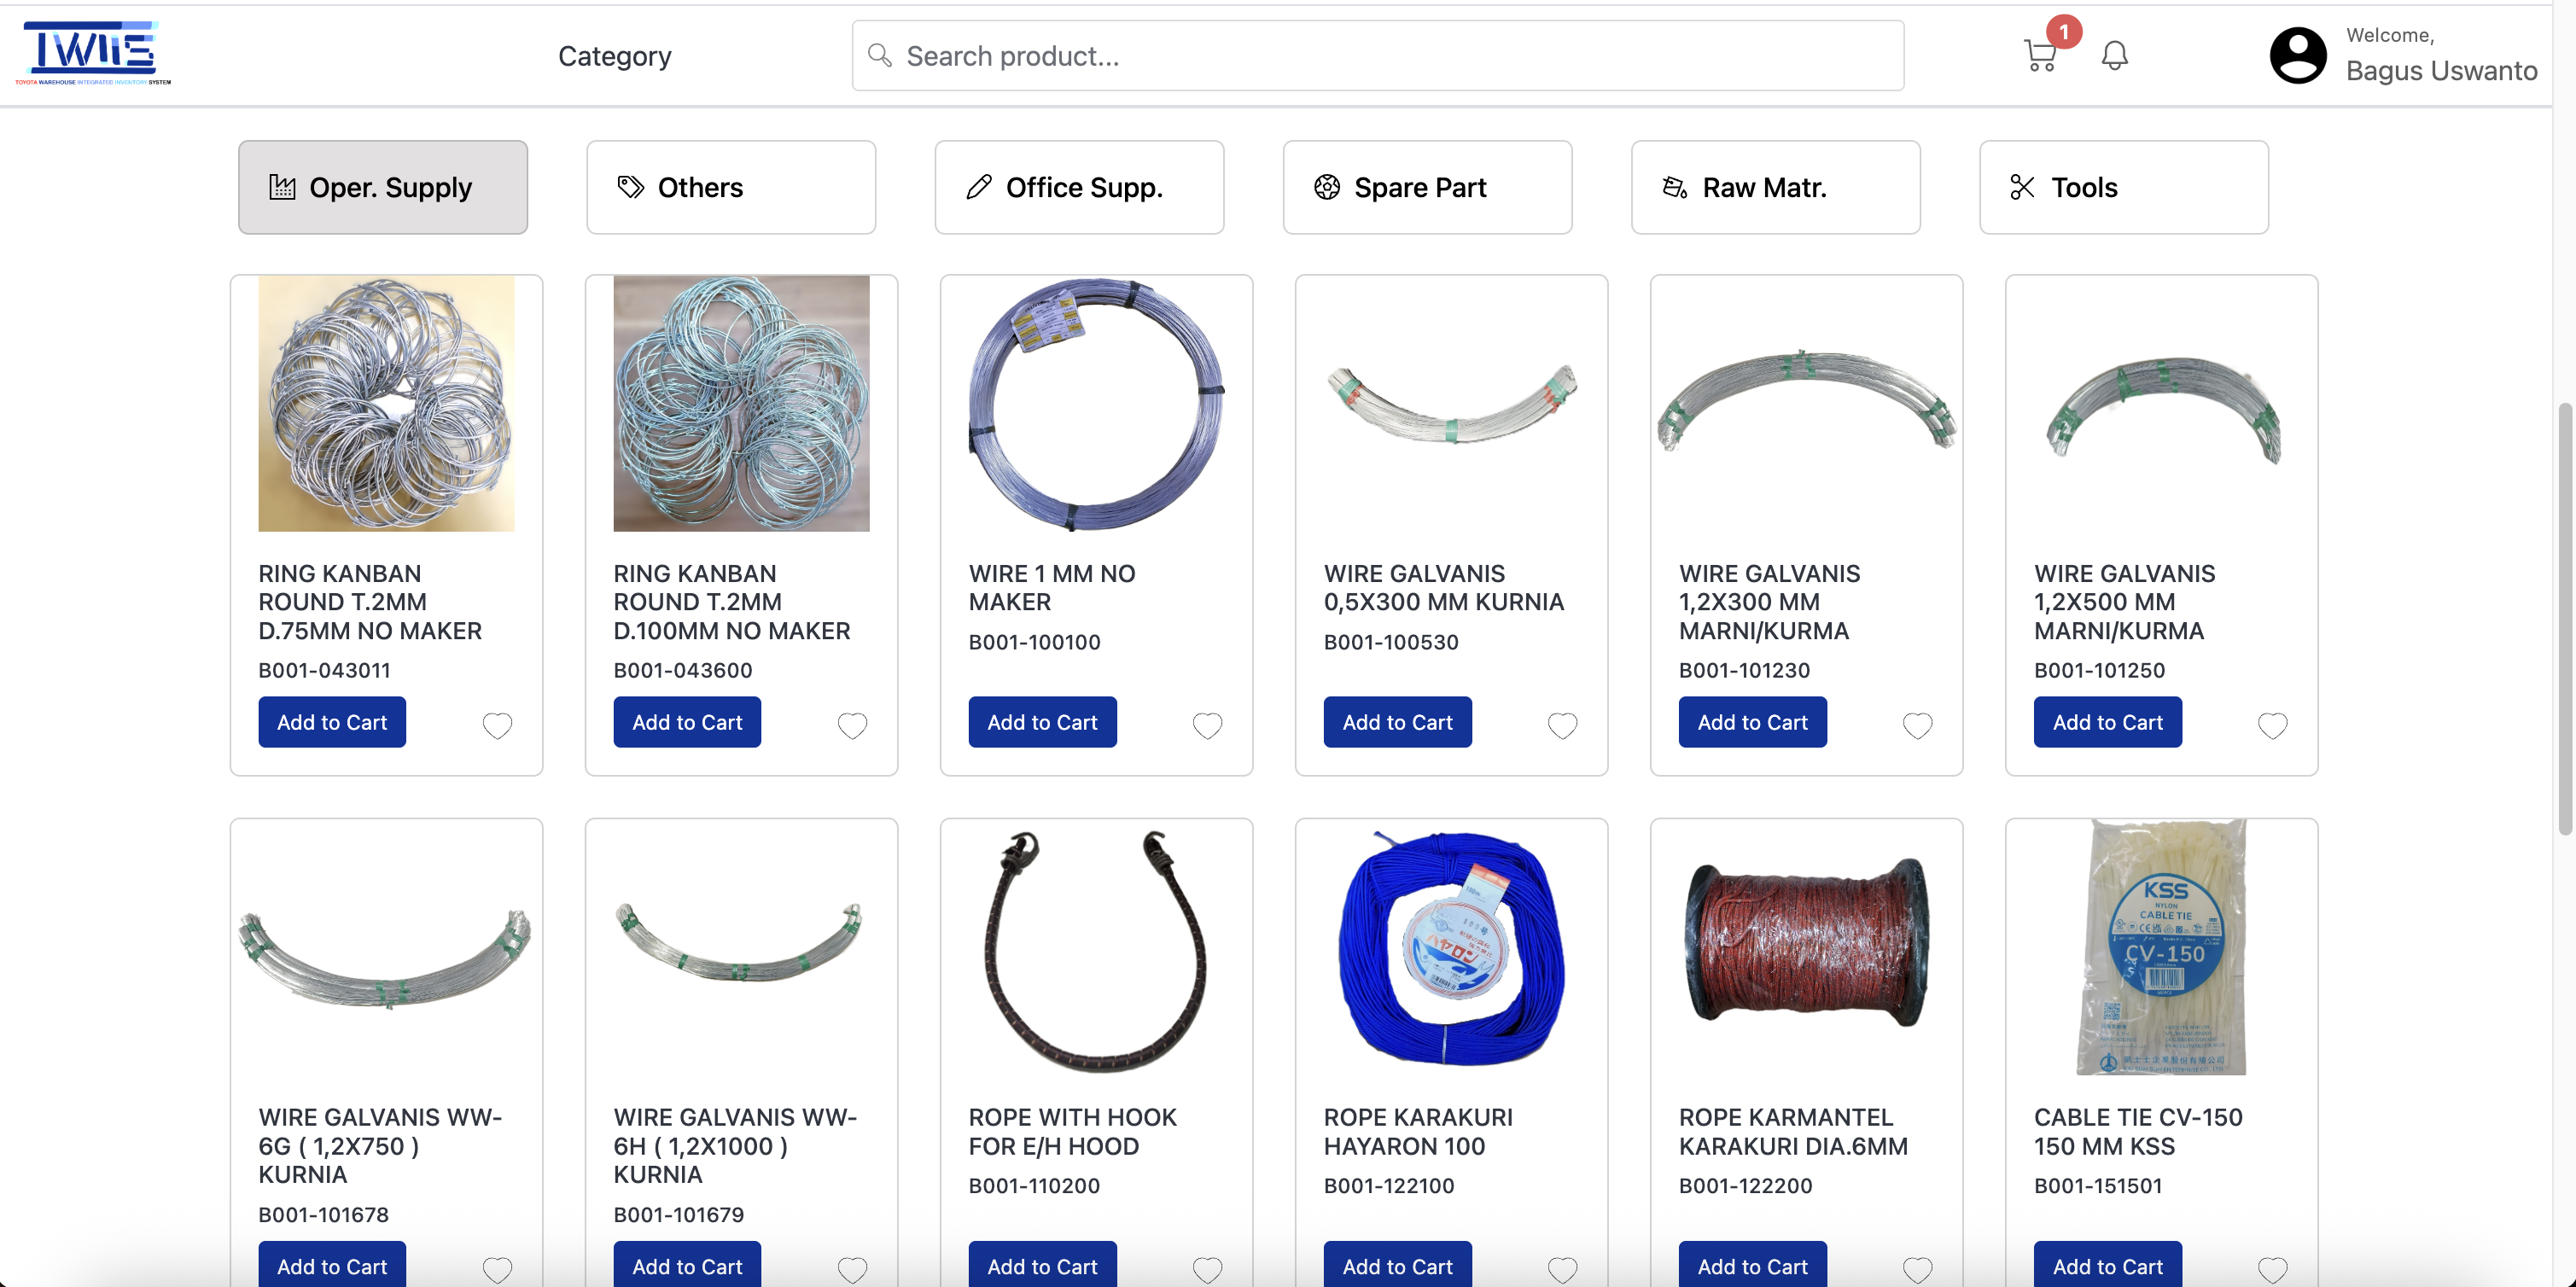 TWIIS
TOYOTA WAREHOUSE INTEGRATED INVENTORY SYSTEM
Category
Search product...
1
Welcome,
Bagus Uswanto
Oper. Supply
Others
Office Supp.
Spare Part
Raw Matr.
Tools
RING KANBAN
ROUND T.2MM
D.75MM NO MAKER
B001-043011
Add to Cart
RING KANBAN
ROUND T.2MM
D.100MM NO MAKER
B001-043600
Add to Cart
WIRE 1 MM NO
MAKER
B001-100100
Add to Cart
WIRE GALVANIS
0,5X300 MM KURNIA
B001-100530
Add to Cart
WIRE GALVANIS
1,2X300 MM
MARNI/KURMA
B001-101230
Add to Cart
WIRE GALVANIS
1,2X500 MM
MARNI/KURMA
B001-101250
Add to Cart
WIRE GALVANIS WW-
6G ( 1,2X750 )
KURNIA
B001-101678
Add to Cart
WIRE GALVANIS WW-
6H ( 1,2X1000 )
KURNIA
B001-101679
Add to Cart
ROPE WITH HOOK
FOR E/H HOOD
B001-110200
Add to Cart
ハヤロン
ROPE KARAKURI
HAYARON 100
B001-122100
Add to Cart
ROPE KARMANTEL
KARAKURI DIA.6MM
B001-122200
Add to Cart
KSS
NYLON
CABLE TIE
CV-150
CABLE TIE CV-150
150 MM KSS
B001-151501
Add to Cart